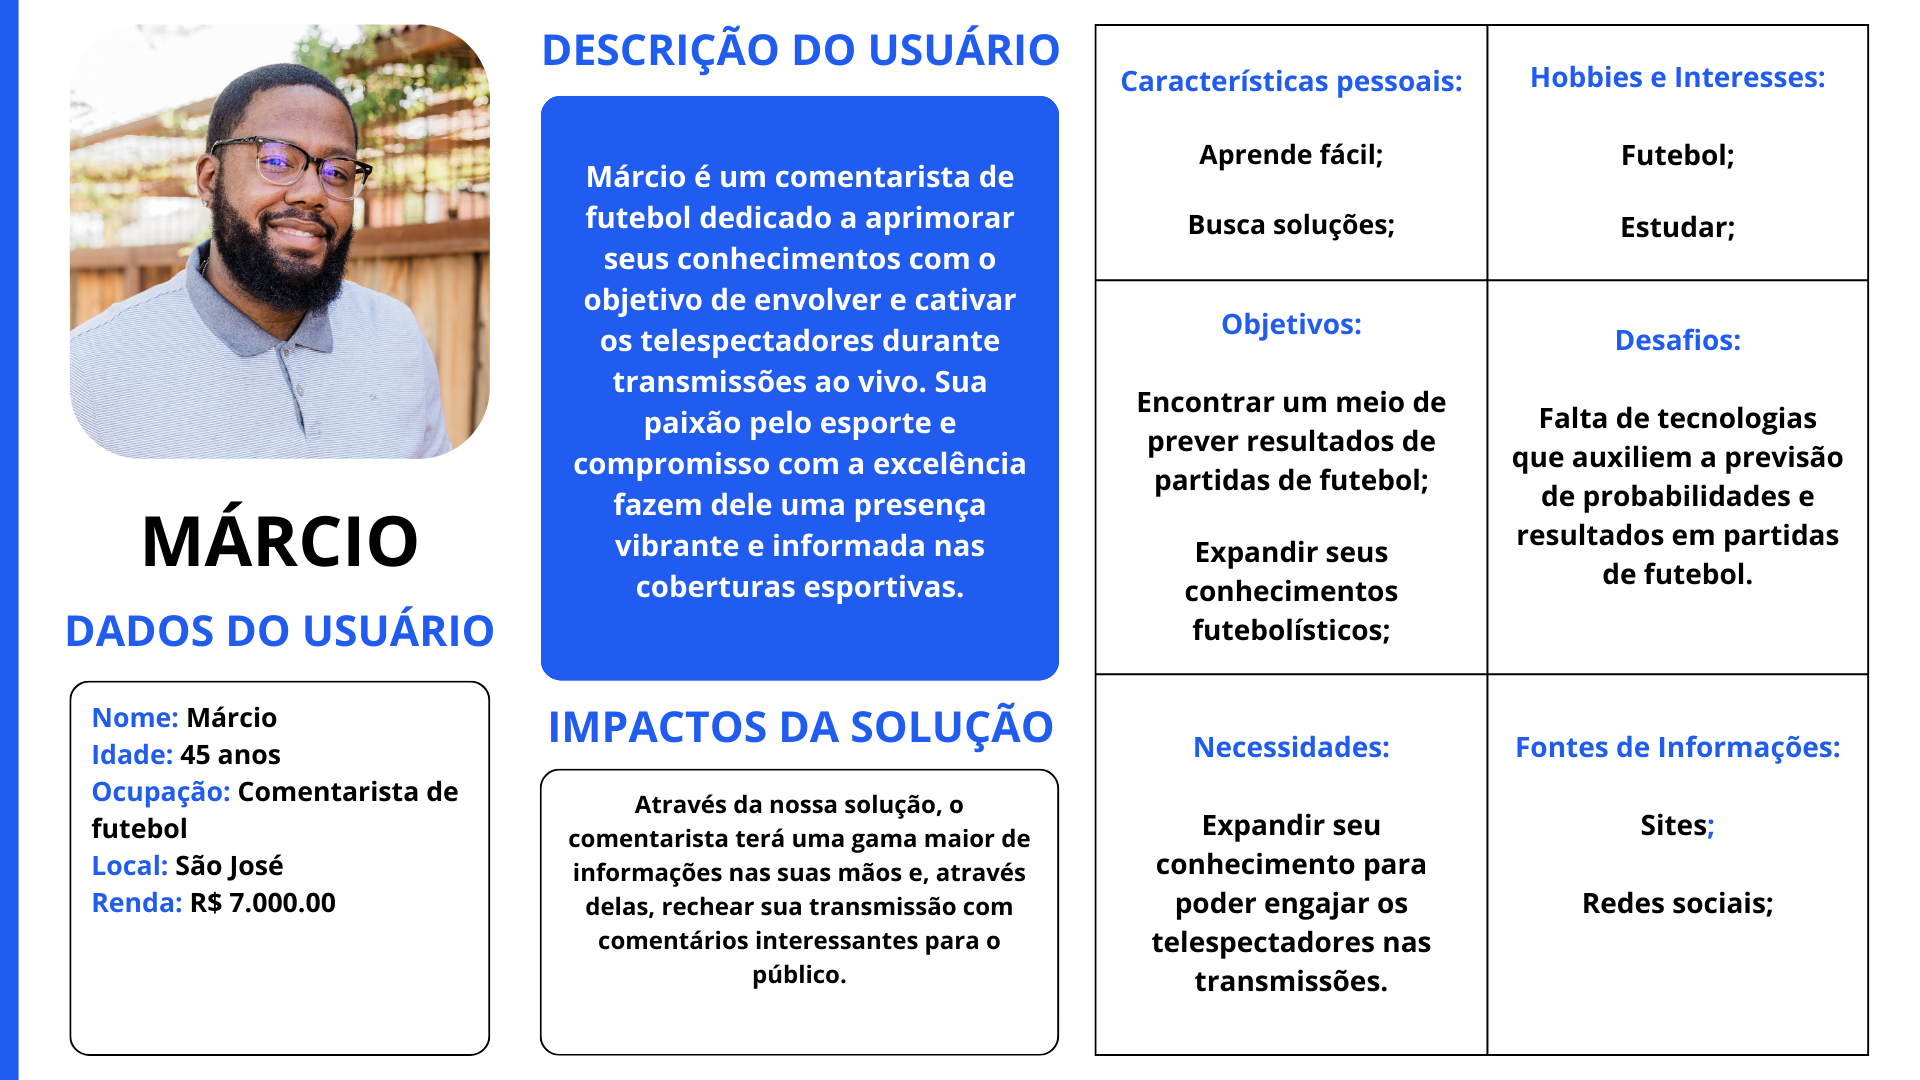 MÁRCIO
DADOS DO USUÁRIO
Nome: Márcio
Idade: 45 anos
Ocupação: Comentarista de
futebol
Local: São José
Renda: R$ 7.000.00
DESCRIÇÃO DO USUÁRIO
Márcio é um comentarista de
futebol dedicado a aprimorar
seus conhecimentos com o
objetivo de envolver e cativar
os telespectadores durante
transmissões ao vivo. Sua
paixão pelo esporte e
compromisso com a excelência
fazem dele uma presença
vibrante e informada nas
coberturas esportivas.
IMPACTOS DA SOLUÇÃO
Através da nossa solução, o
comentarista terá uma gama maior de
informações nas suas mãos e, através
delas, rechear sua transmissão com
comentários interessantes para o
público.
Características pessoais:
Aprende fácil;
Busca soluções;
Hobbies e Interesses:
Futebol;
Estudar;
Objetivos:
Encontrar um meio de
prever resultados de
partidas de futebol;
Expandir seus
conhecimentos
futebolísticos;
Desafios:
Falta de tecnologias
que auxiliem a previsão
de probabilidades e
resultados em partidas
de futebol.
Necessidades:
Expandir seu
conhecimento para
poder engajar os
telespectadores nas
transmissões.
Fontes de Informações:
Sites;
Redes sociais;